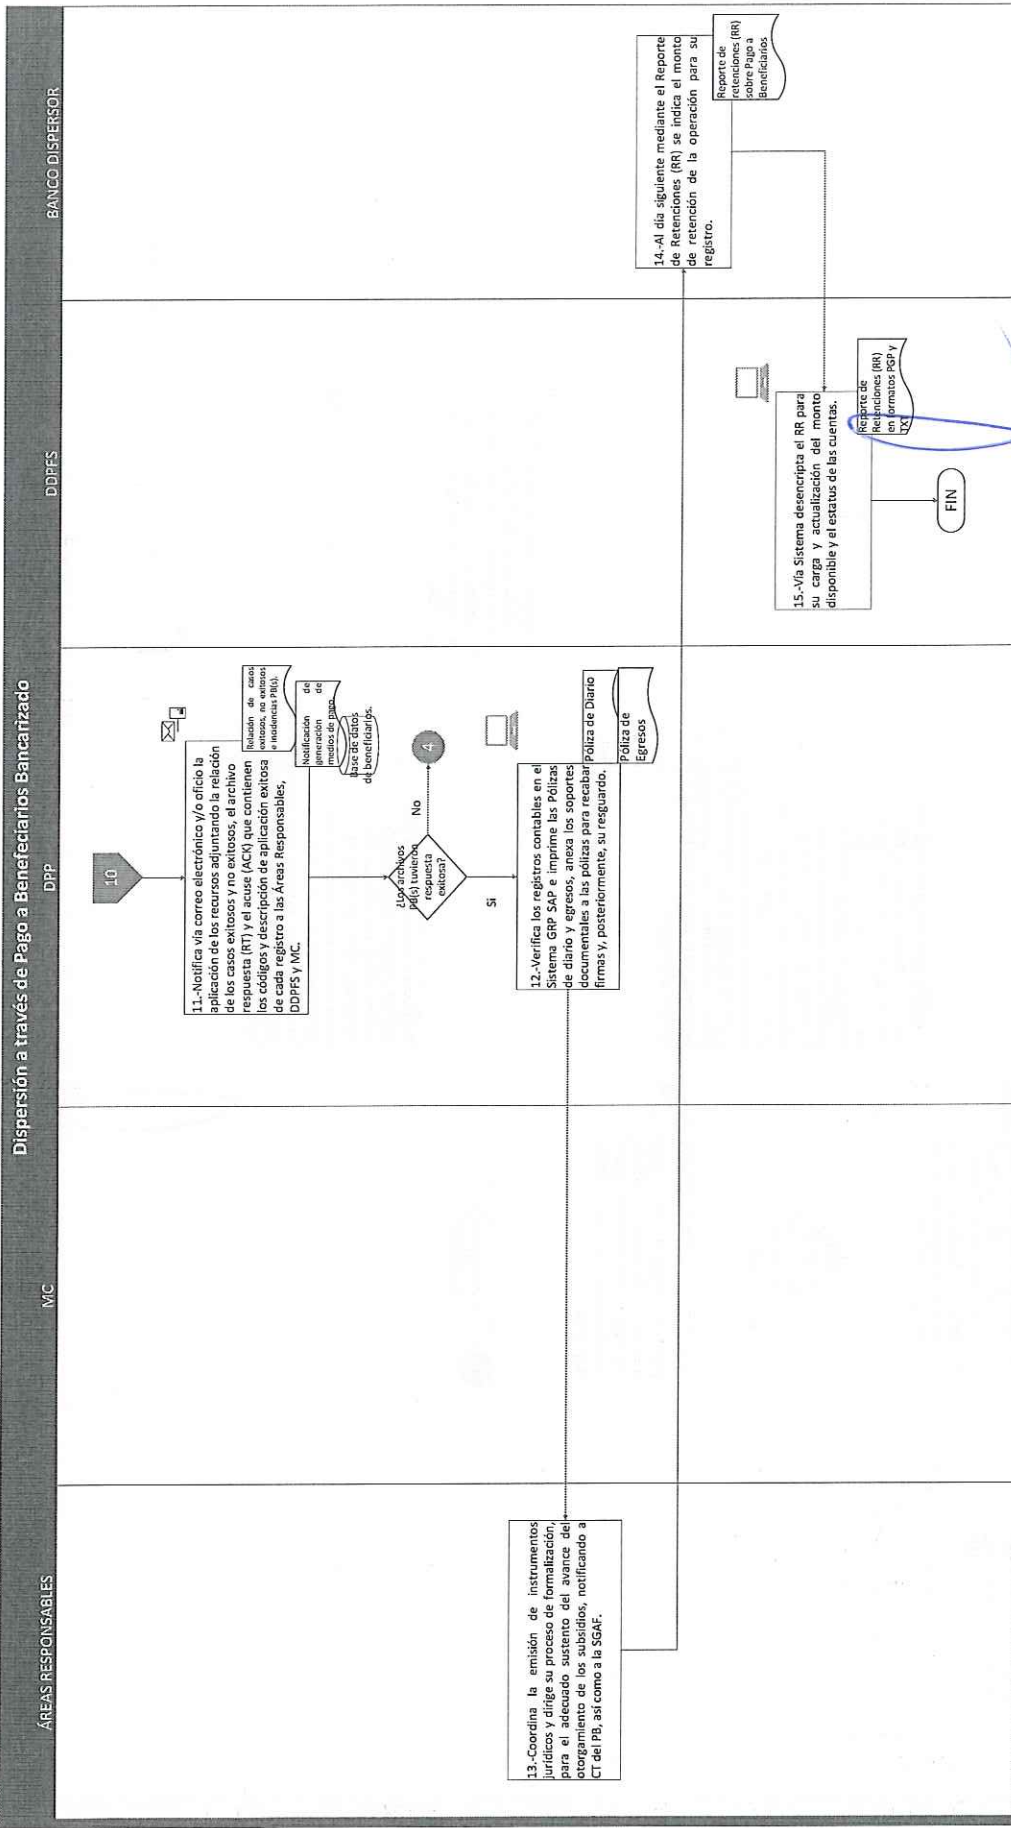 Dispersión a través de Pago a Benefeciarios Bancarizado
ÁREAS RESPONSABLES
MC
DPP
DDPFS
BANCO DISPERSOR
10
11.-Notifica vía correo electrónico y/o oficio la
aplicación de los recursos adjuntando la relación
de los casos exitosos y no exitosos, el archivo
respuesta (RT) y el acuse (ACK) que contienen
los códigos y descripción de aplicación exitosa
de cada registro a las Áreas Responsables,
DDPFS y MC.
Relación de casos
exitosos, no exitosos
e incidencias PB(s).
Notificación de
generación de
medios de pago
Base de datos
de beneficiarios.
¿Los archivos
PB(s) tuvieron
respuesta
exitosa?
No
4
Si
12.-Verifica los registros contables en el
Sistema GRP SAP e imprime las Pólizas
de diario y egresos, anexa los soportes
documentales a las pólizas para recabar
firmas y, posteriormente, su resguardo.
Póliza de Diario
Póliza de
Egresos
13.-Coordina la emisión de instrumentos
jurídicos y dirige su proceso de formalización,
para el adecuado sustento del avance del
otorgamiento de los subsidios, notificando a
CT del PB, así como a la SGAF.
14.-Al día siguiente mediante el Reporte
de Retenciones (RR) se indica el monto
de retención de la operación para su
registro.
Reporte de
retenciones (RR)
sobre Pago a
Beneficiarios
15.-Vía Sistema desencripta el RR para
su carga y actualización del monto
disponible y el estatus de las cuentas.
Reporte de
Retenciones (RR)
en formatos PGP y
TXT
FIN